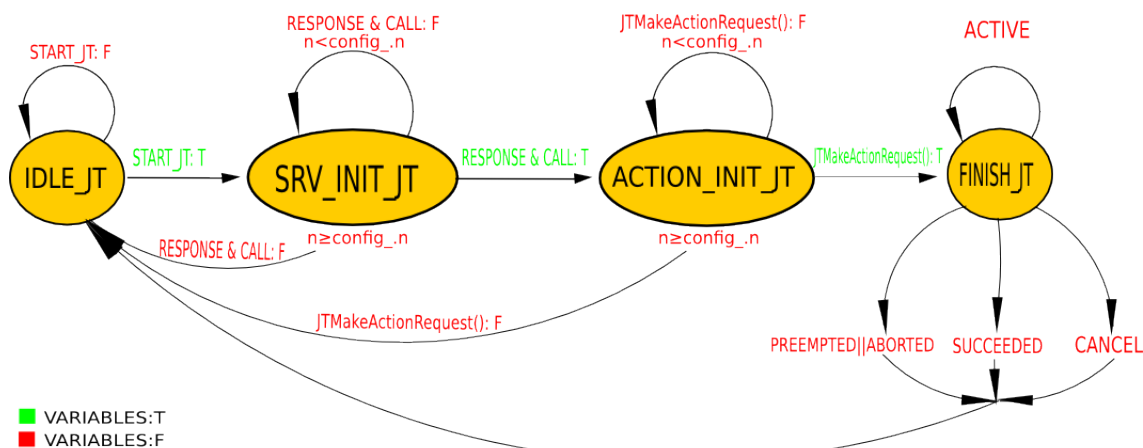 RESPONSE & CALL: F
n<config_.n
JTMakeActionRequest(): F
n<config_.n
ACTIVE
START_JT: F
IDLE_JT
START_JT: T
SRV_INIT_JT
RESPONSE & CALL: T
ACTION_INIT_JT
JTMakeActionRequest(): T
FINISH_JT
n≥config_.n
n≥config_.n
RESPONSE & CALL: F
JTMakeActionRequest(): F
PREEMPTED||ABORTED
SUCCEEDED
CANCEL
VARIABLES:T
VARIABLES:F